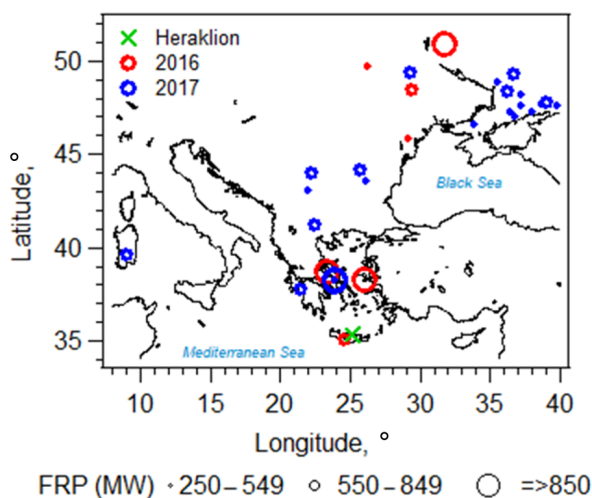 Heraklion
2016
2017
50
45
40
35
Latitude, °
Black Sea
Mediterranean Sea
10 15 20 25 30 35 40
Longitude, °
FRP (MW) 250–549 550–849 =>850